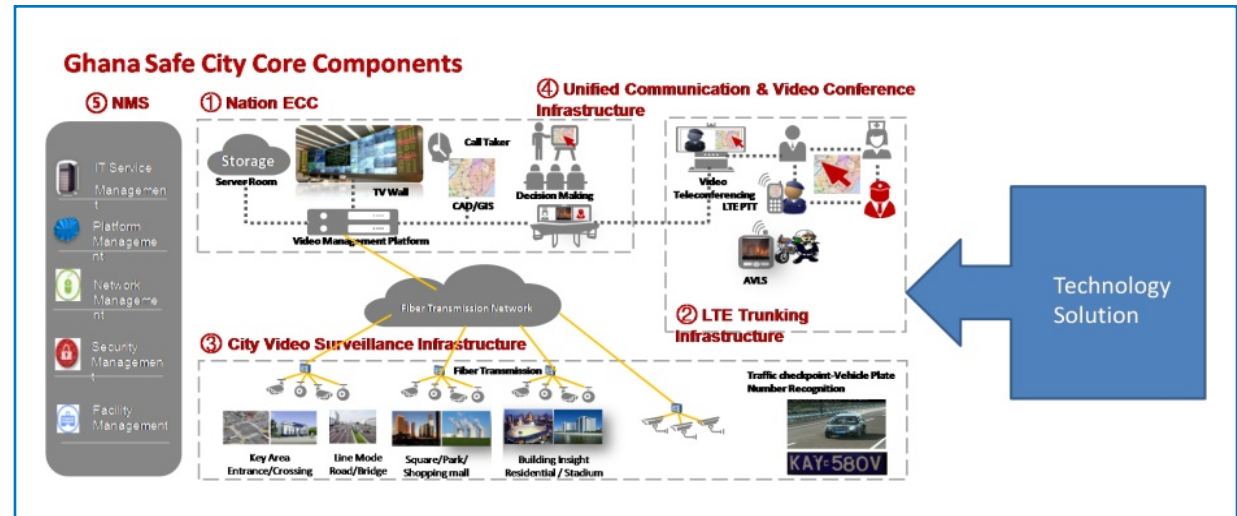 Ghana Safe City Core Components
⑤ NMS
IT Service
Managemen
t
Platform
Manageme
nt
Network
Manageme
nt
Security
Managemen
t
Facility
Management
① Nation ECC
Storage
Server Room
TV Wall
Call Taker
CAD/GIS
Decision Making
Video Management Platform
④ Unified Communication & Video Conference
Infrastructure
Video
Teleconferencing
LTE PTT
AVLS
② LTE Trunking
Infrastructure
Fiber Transmission Network
③ City Video Surveillance Infrastructure
Fiber Transmission
Key Area
Entrance/Crossing
Line Mode
Road/Bridge
Square/Park/
Shopping mall
Building Insight
Residential / Stadium
Traffic checkpoint-Vehicle Plate
Number Recognition
KAY 580V
Technology
Solution